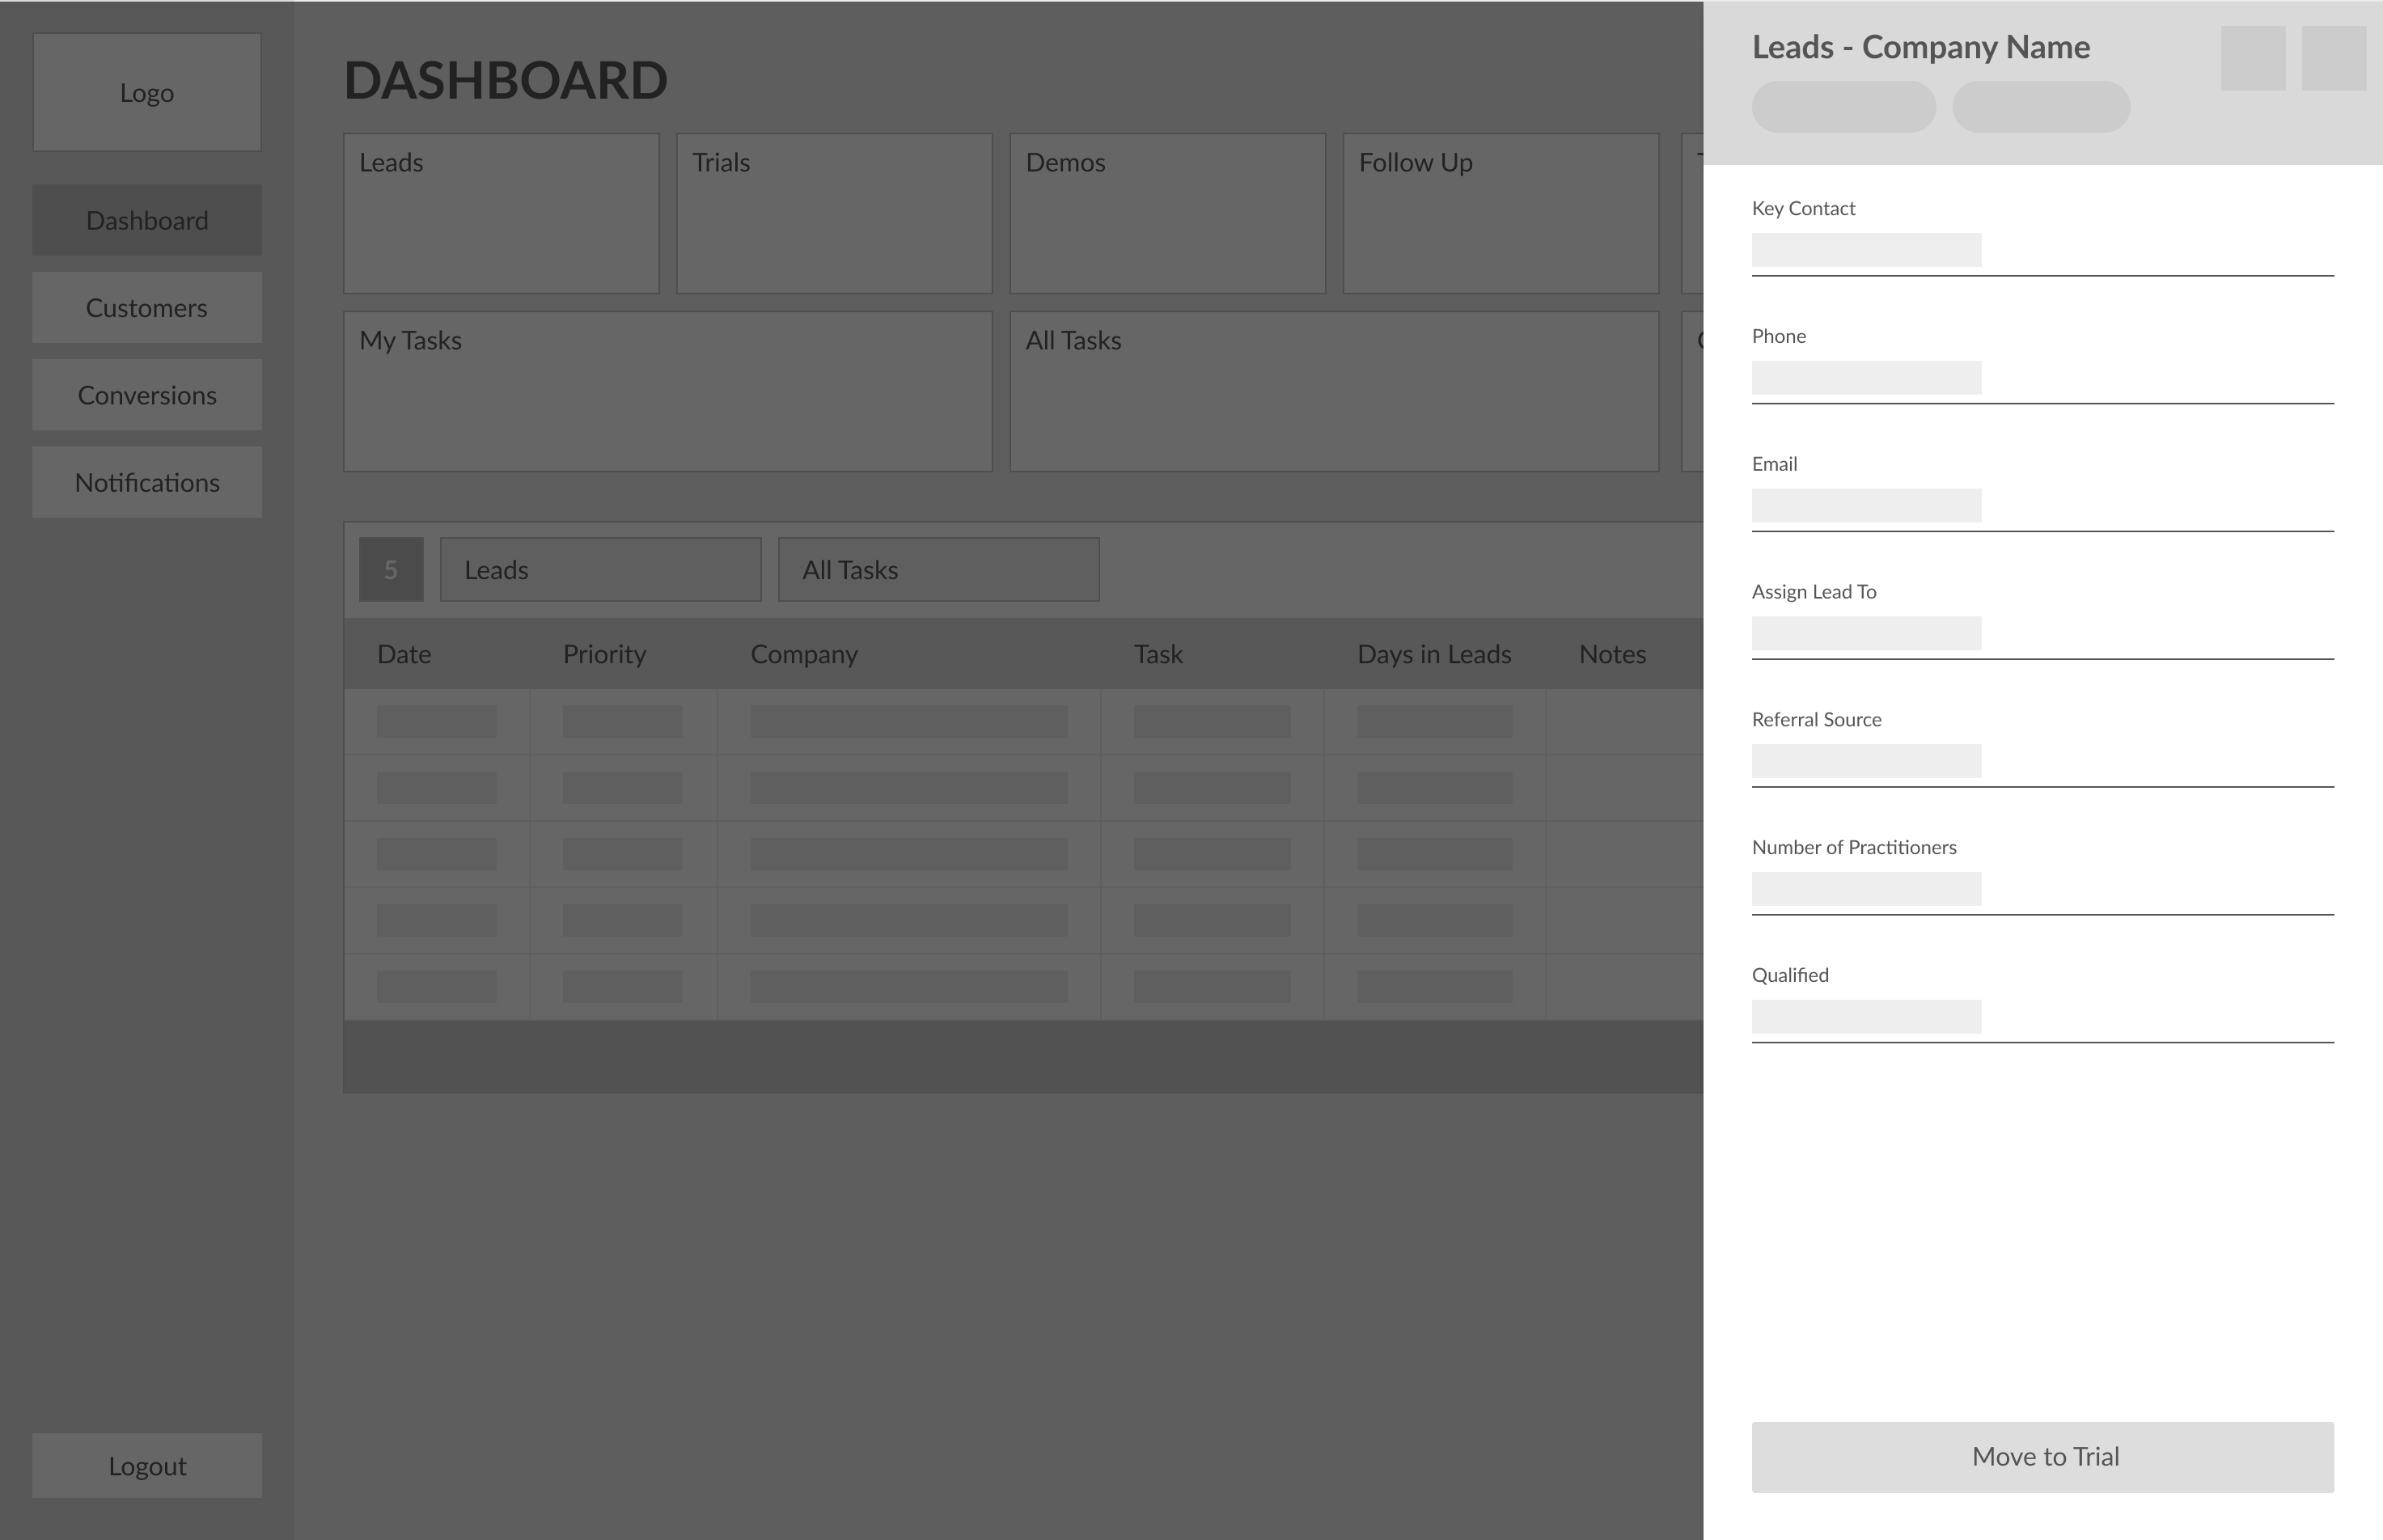 Logo
Dashboard
Customers
Conversions
Notifications
Logout
DASHBOARD
Leads
Trials
Demos
Follow Up
My Tasks
All Tasks
5
Leads
All Tasks
Date
Priority
Company
Task
Days in Leads
Notes
Leads - Company Name
Key Contact
Phone
Email
Assign Lead To
Referral Source
Number of Practitioners
Qualified
Move to Trial